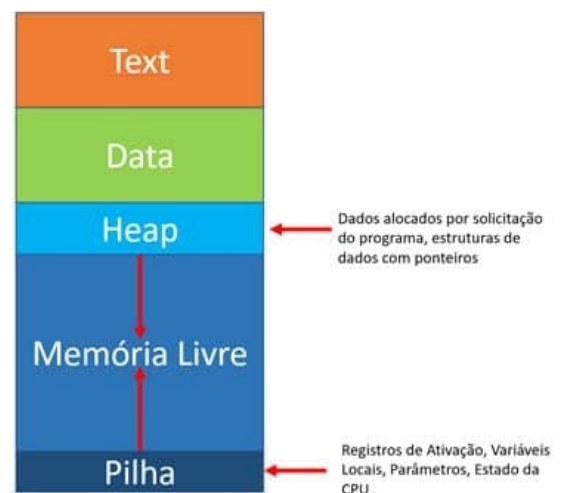 Text
Data
Heap
Dados alocados por solicitação
do programa, estruturas de
dados com ponteiros
Memória Livre
Pilha
Registros de Ativação, Variáveis
Locais, Parâmetros, Estado da
CPU